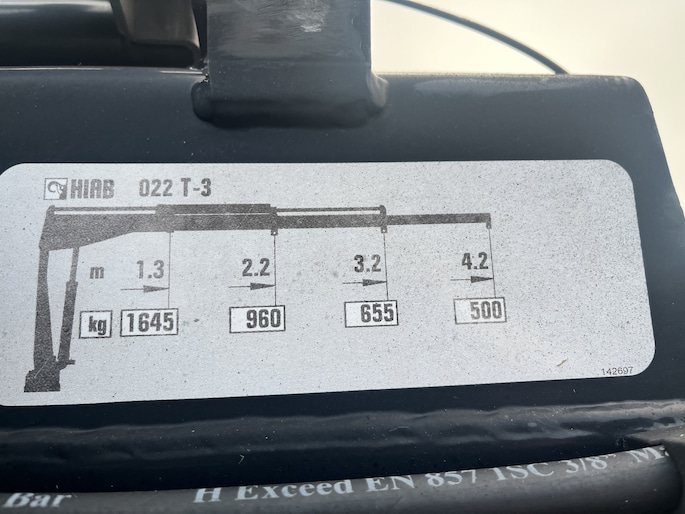 HIAB 022 T-3
m 1.3 2.2 3.2 4.2
kg 1645 960 655 500
142697
Bar H Exceed EN 857 1SC 3/8"